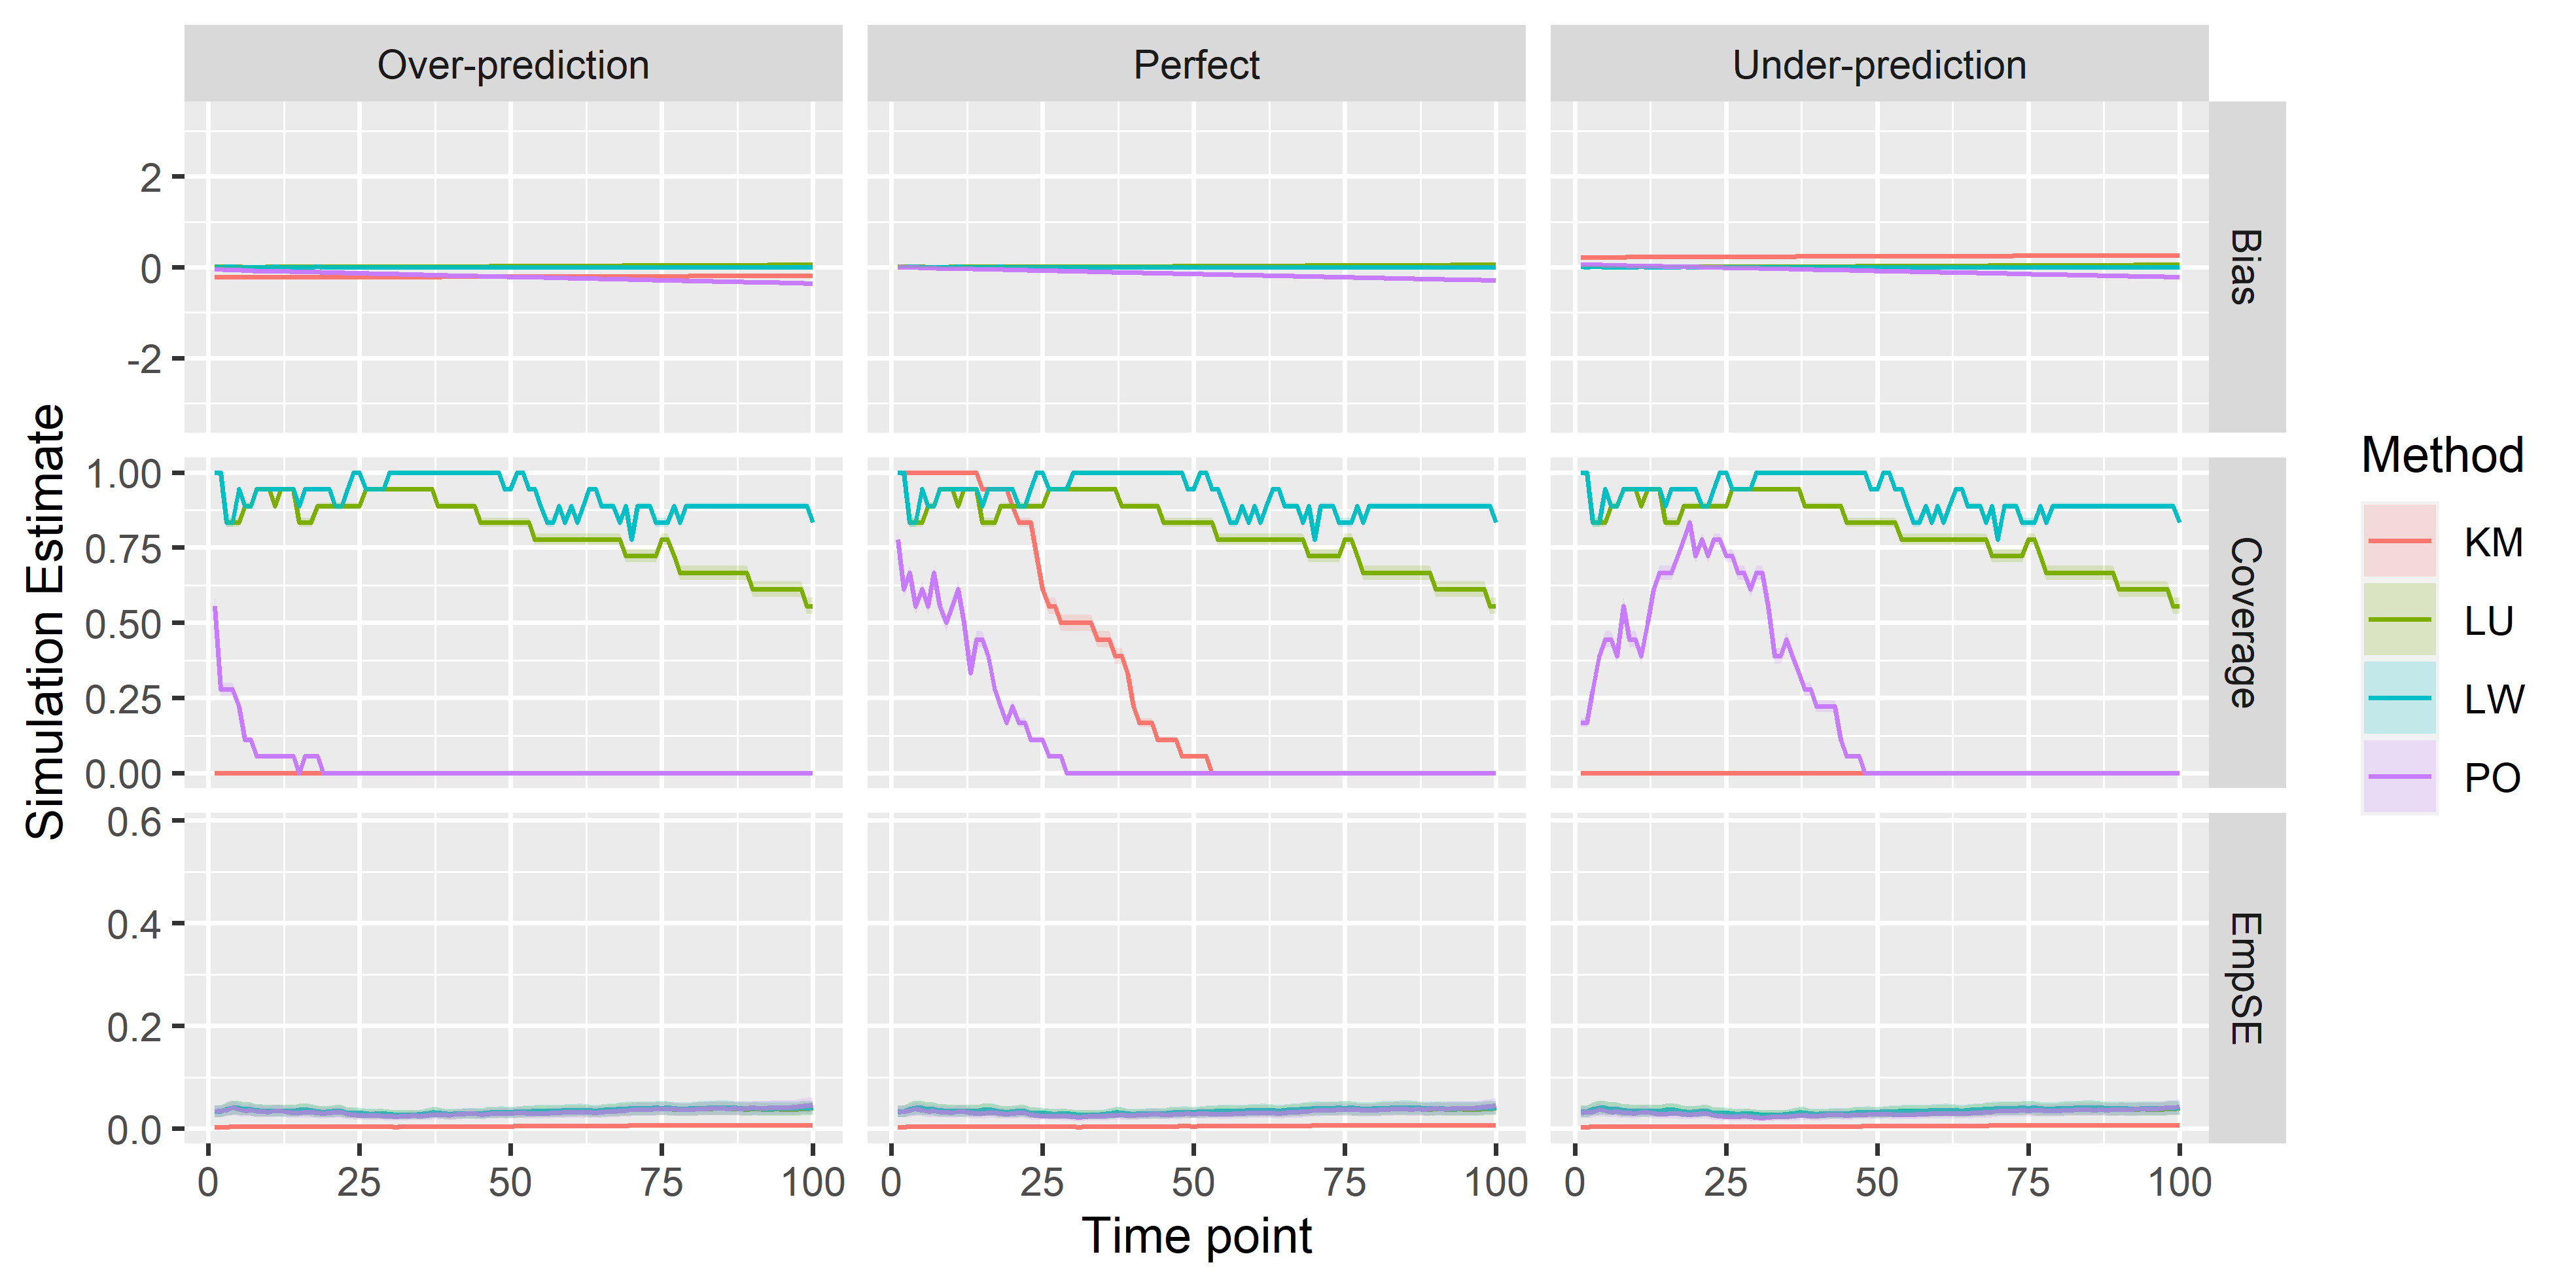 Over-prediction
Perfect
Under-prediction
2
0
-2
Bias
Simulation Estimate
1.00
0.75
0.50
0.25
0.00
Coverage
0.6
0.4
0.2
0.0
EmpSE
0 25 50 75 100
0 25 50 75 100
0 25 50 75 100
Time point
Method
KM
LU
LW
PO